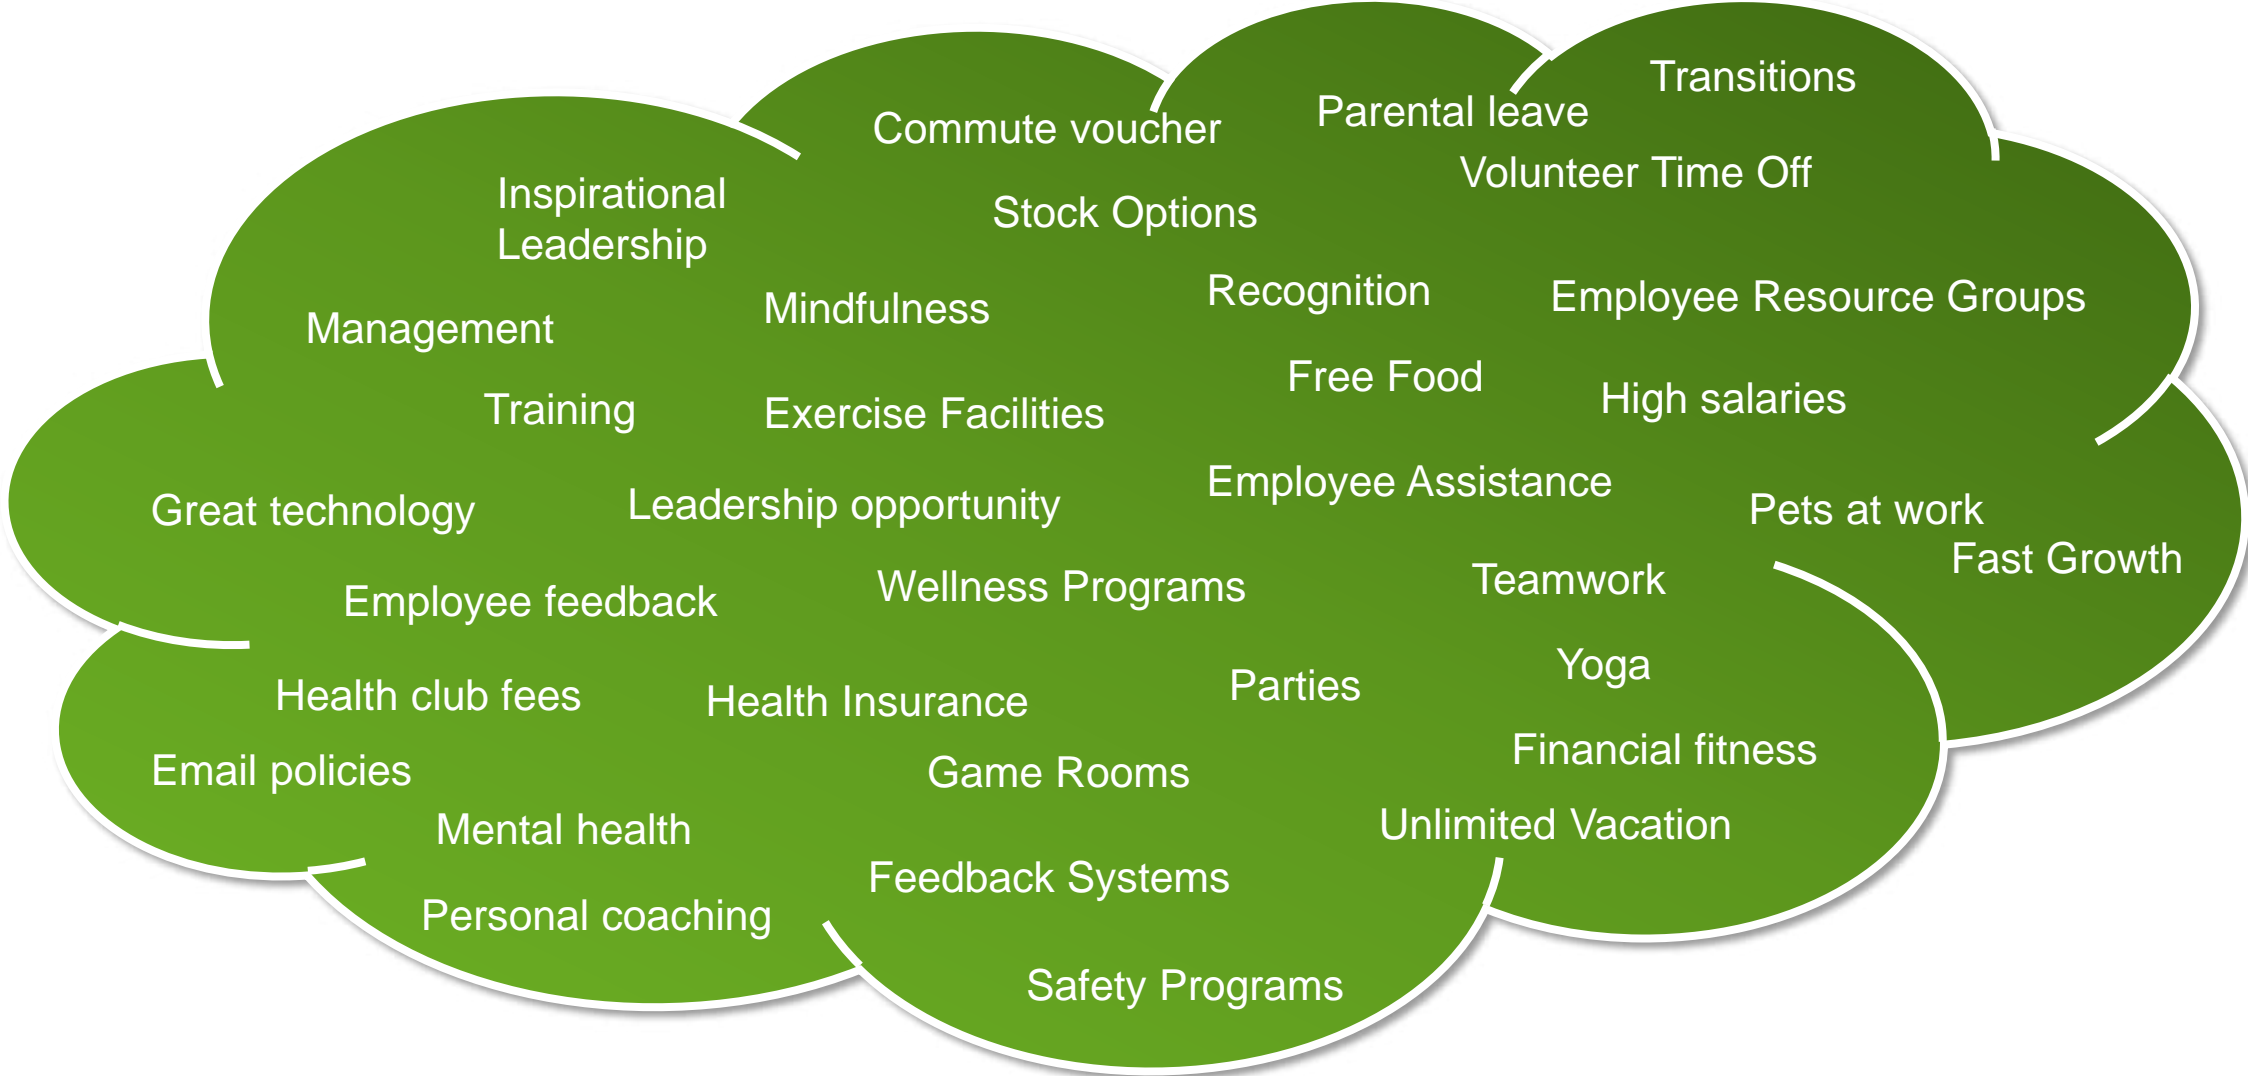 Transitions
Parental leave
Commute voucher
Volunteer Time Off
Inspirational
Leadership
Stock Options
Recognition
Employee Resource Groups
Mindfulness
Management
Free Food
High salaries
Training
Exercise Facilities
Employee Assistance
Great technology
Leadership opportunity
Pets at work
Fast Growth
Teamwork
Wellness Programs
Employee feedback
Yoga
Parties
Health club fees
Health Insurance
Financial fitness
Email policies
Game Rooms
Unlimited Vacation
Mental health
Feedback Systems
Personal coaching
Safety Programs